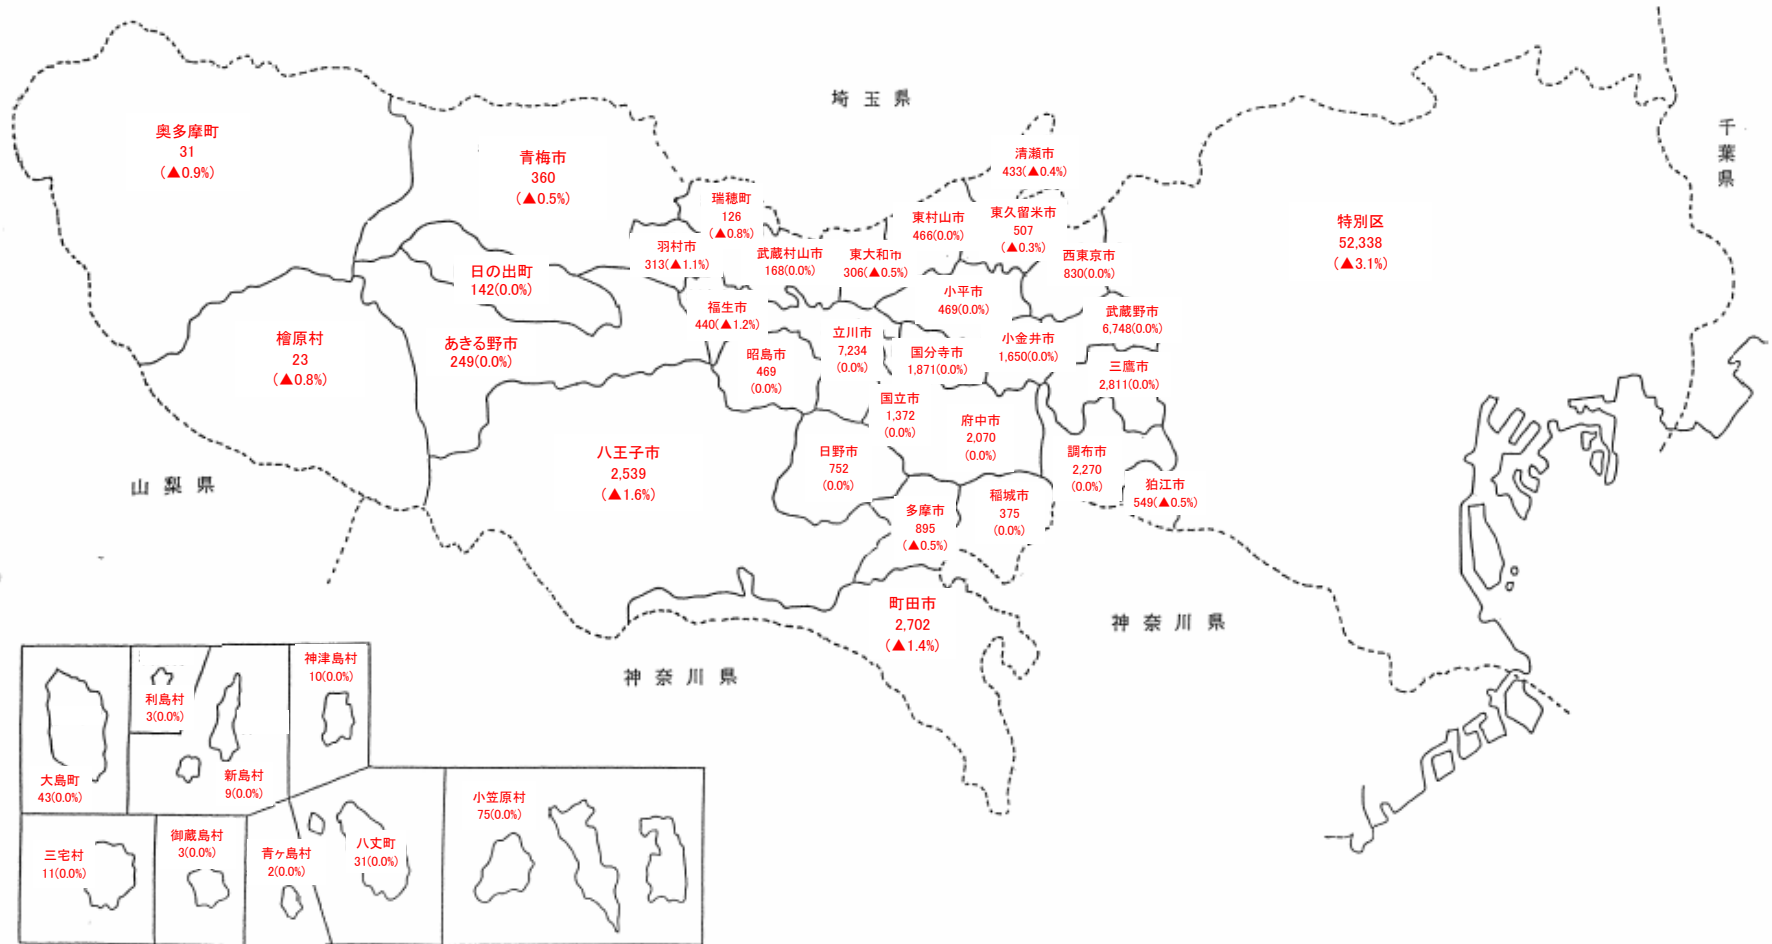 埼玉県
千葉県
奥多摩町
31
(▲0.9%)
青梅市
360
(▲0.5%)
清瀬市
433(▲0.4%)
瑞穂町
126
(▲0.8%)
東村山市
466(0.0%)
東久留米市
507
(▲0.3%)
特別区
52,338
(▲3.1%)
羽村市
313(▲1.1%)
武蔵村山市
168(0.0%)
東大和市
306(▲0.5%)
西東京市
830(0.0%)
日の出町
142(0.0%)
小平市
469(0.0%)
福生市
440(▲1.2%)
武蔵野市
6,748(0.0%)
檜原村
23
(▲0.8%)
あきる野市
249(0.0%)
立川市
7,234
(0.0%)
小金井市
1,650(0.0%)
昭島市
469
(0.0%)
国分寺市
1,871(0.0%)
三鷹市
2,811(0.0%)
国立市
1,372
(0.0%)
府中市
2,070
(0.0%)
八王子市
2,539
(▲1.6%)
日野市
752
(0.0%)
調布市
2,270
(0.0%)
狛江市
549(▲0.5%)
山梨県
稲城市
375
(0.0%)
多摩市
895
(▲0.5%)
町田市
2,702
(▲1.4%)
神奈川県
神奈川県
神津島村
10(0.0%)
利島村
3(0.0%)
大島町
43(0.0%)
新島村
9(0.0%)
小笠原村
75(0.0%)
三宅村
11(0.0%)
御蔵島村
3(0.0%)
青ヶ島村
2(0.0%)
八丈町
31(0.0%)